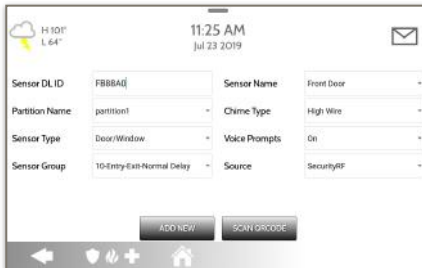 H 101°
L 64°
11:25 AM
Jul 23 2019
Sensor DL ID FBBBA0 Sensor Name Front Door
Partition Name partition1 Chime Type High Wire
Sensor Type Door/Window Voice Prompts On
Sensor Group 10-Entry-Exit-Normal Delay Source SecurityRF
ADD NEW SCAN QRCODE